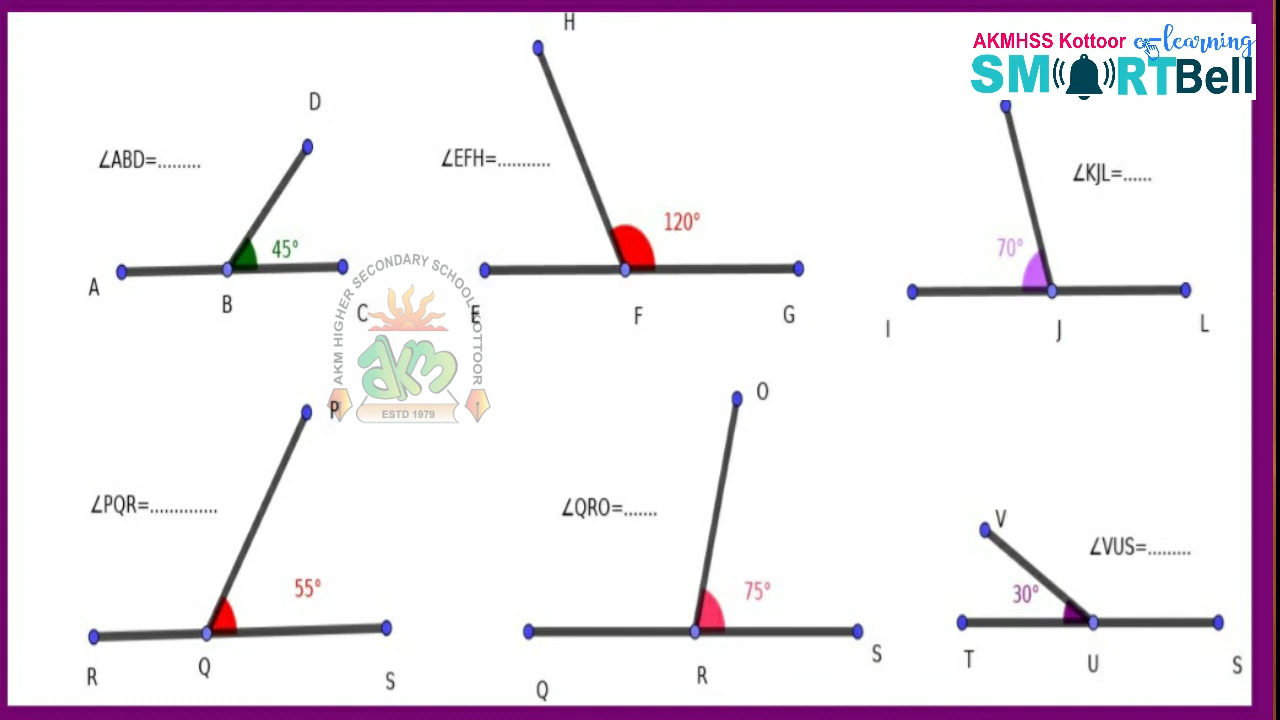 AKMHSS Kottoor e-learning
SMARTBell
H
D
∠ABD=.........
∠EFH=...........
∠KJL=......
120°
45°
70°
A
B
C
E
F
G
I
J
L
AKM HIGHER SECONDARY SCHOOL KOTTOOR
akm
ESTD 1979
P
O
∠PQR=..............
∠QRO=.......
V
∠VUS=.........
55°
75°
30°
R
Q
S
Q
R
S
T
U
S